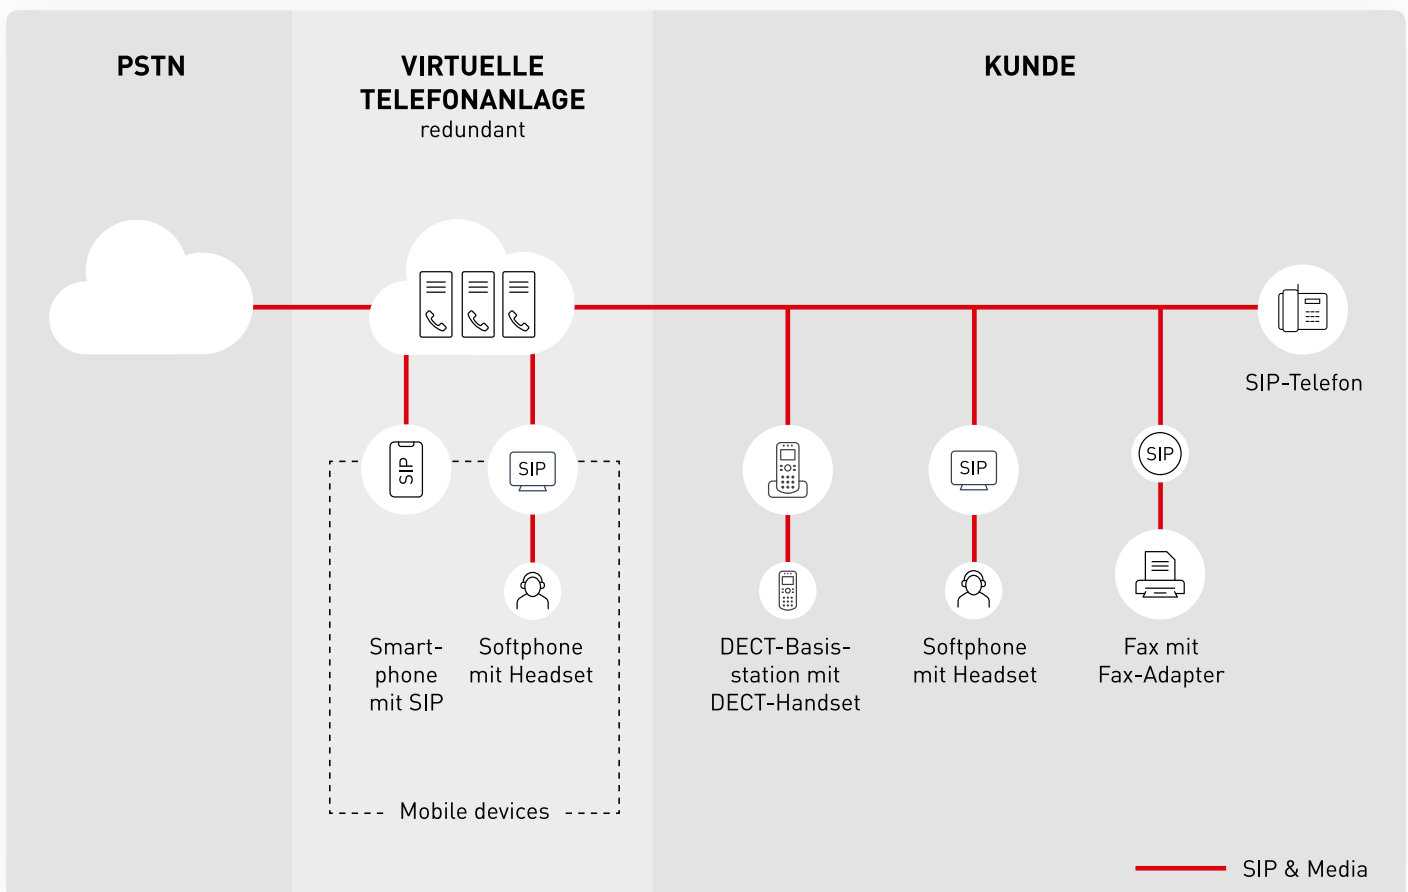 PSTN
VIRTUELLE
TELEFONANLAGE
redundant
KUNDE
SIP-Telefon
SIP
SIP
SIP
SIP
Smart-
phone
mit SIP
Softphone
mit Headset
DECT-Basis-
station mit
DECT-Handset
Softphone
mit Headset
Fax mit
Fax-Adapter
Mobile devices
SIP & Media